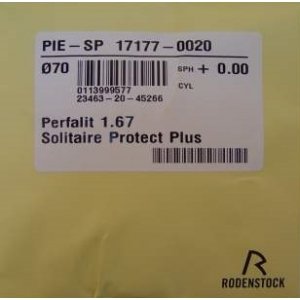 PIE-SP 17177-0020
Ø70
SPH + 0.00
CYL
0113999577
23463-20-45266
Perfalit 1.67
Solitaire Protect Plus
R
RODENSTOCK